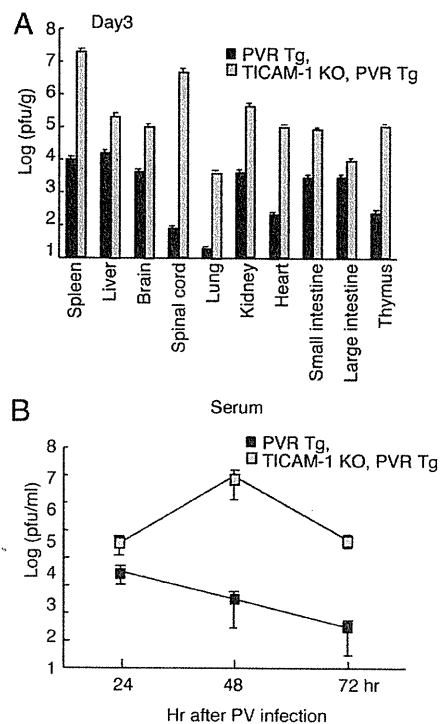 A
Day3
PVR Tg,
TICAM-1 KO, PVR Tg
Log (pfu/g)
8
7
6
5
4
3
2
1
Spleen
Liver
Brain
Spinal cord
Lung
Kidney
Heart
Small intestine
Large intestine
Thymus
B
Serum
PVR Tg,
TICAM-1 KO, PVR Tg
Log (pfu/ml)
8
7
6
5
4
3
2
1
24 48 72 hr
Hr after PV infection